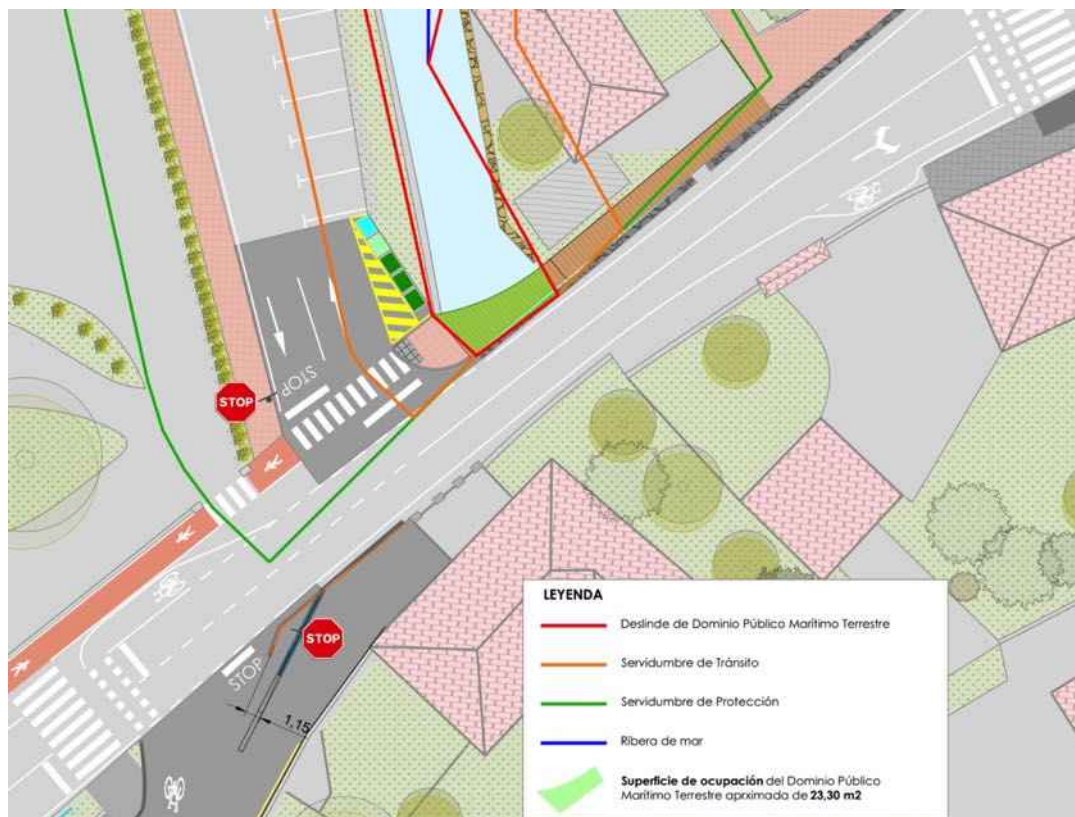 STOP
STOP
STOP
STOP
1.15
LEYENDA
Deslinde de Dominio Público Marítimo Terrestre
Servidumbre de Tránsito
Servidumbre de Protección
Ribera de mar
Superficie de ocupación del Dominio Público
Marítimo Terrestre aprximada de 23,30 m2